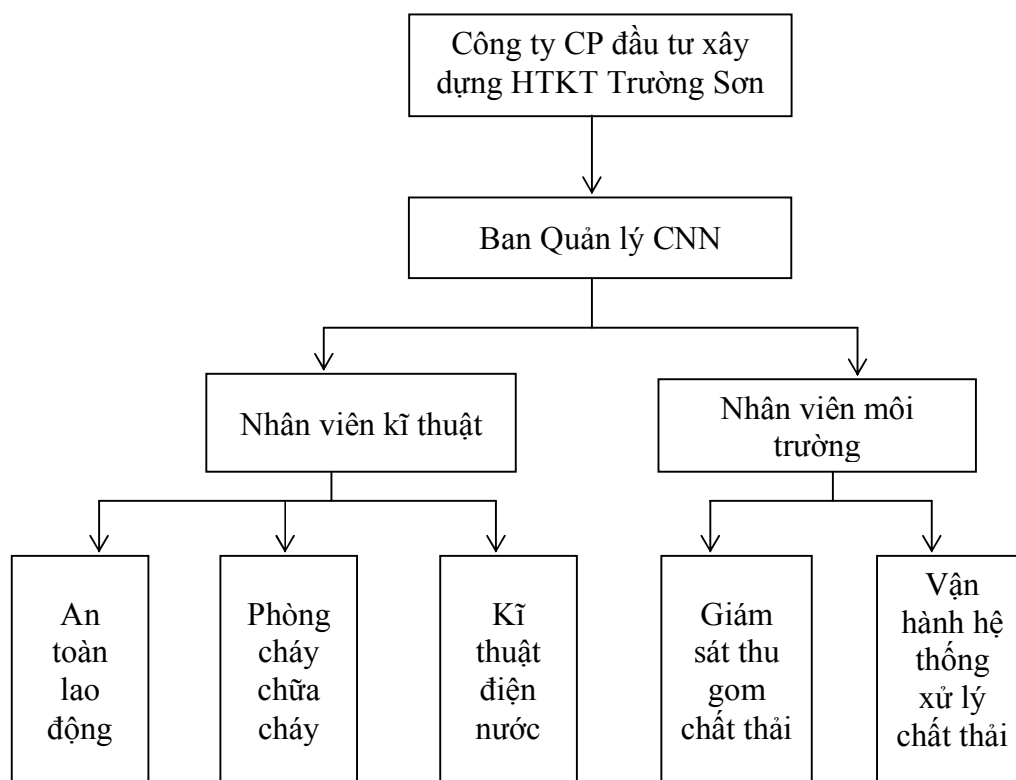 Công ty CP đầu tư xây
dựng HTKT Trường Sơn
Ban Quản lý CNN
Nhân viên kĩ thuật
Nhân viên môi
trường
An
toàn
lao
động
Phòng
cháy
chữa
cháy
Kĩ
thuật
điện
nước
Giám
sát thu
gom
chất thải
Vận
hành hệ
thống
xử lý
chất thải